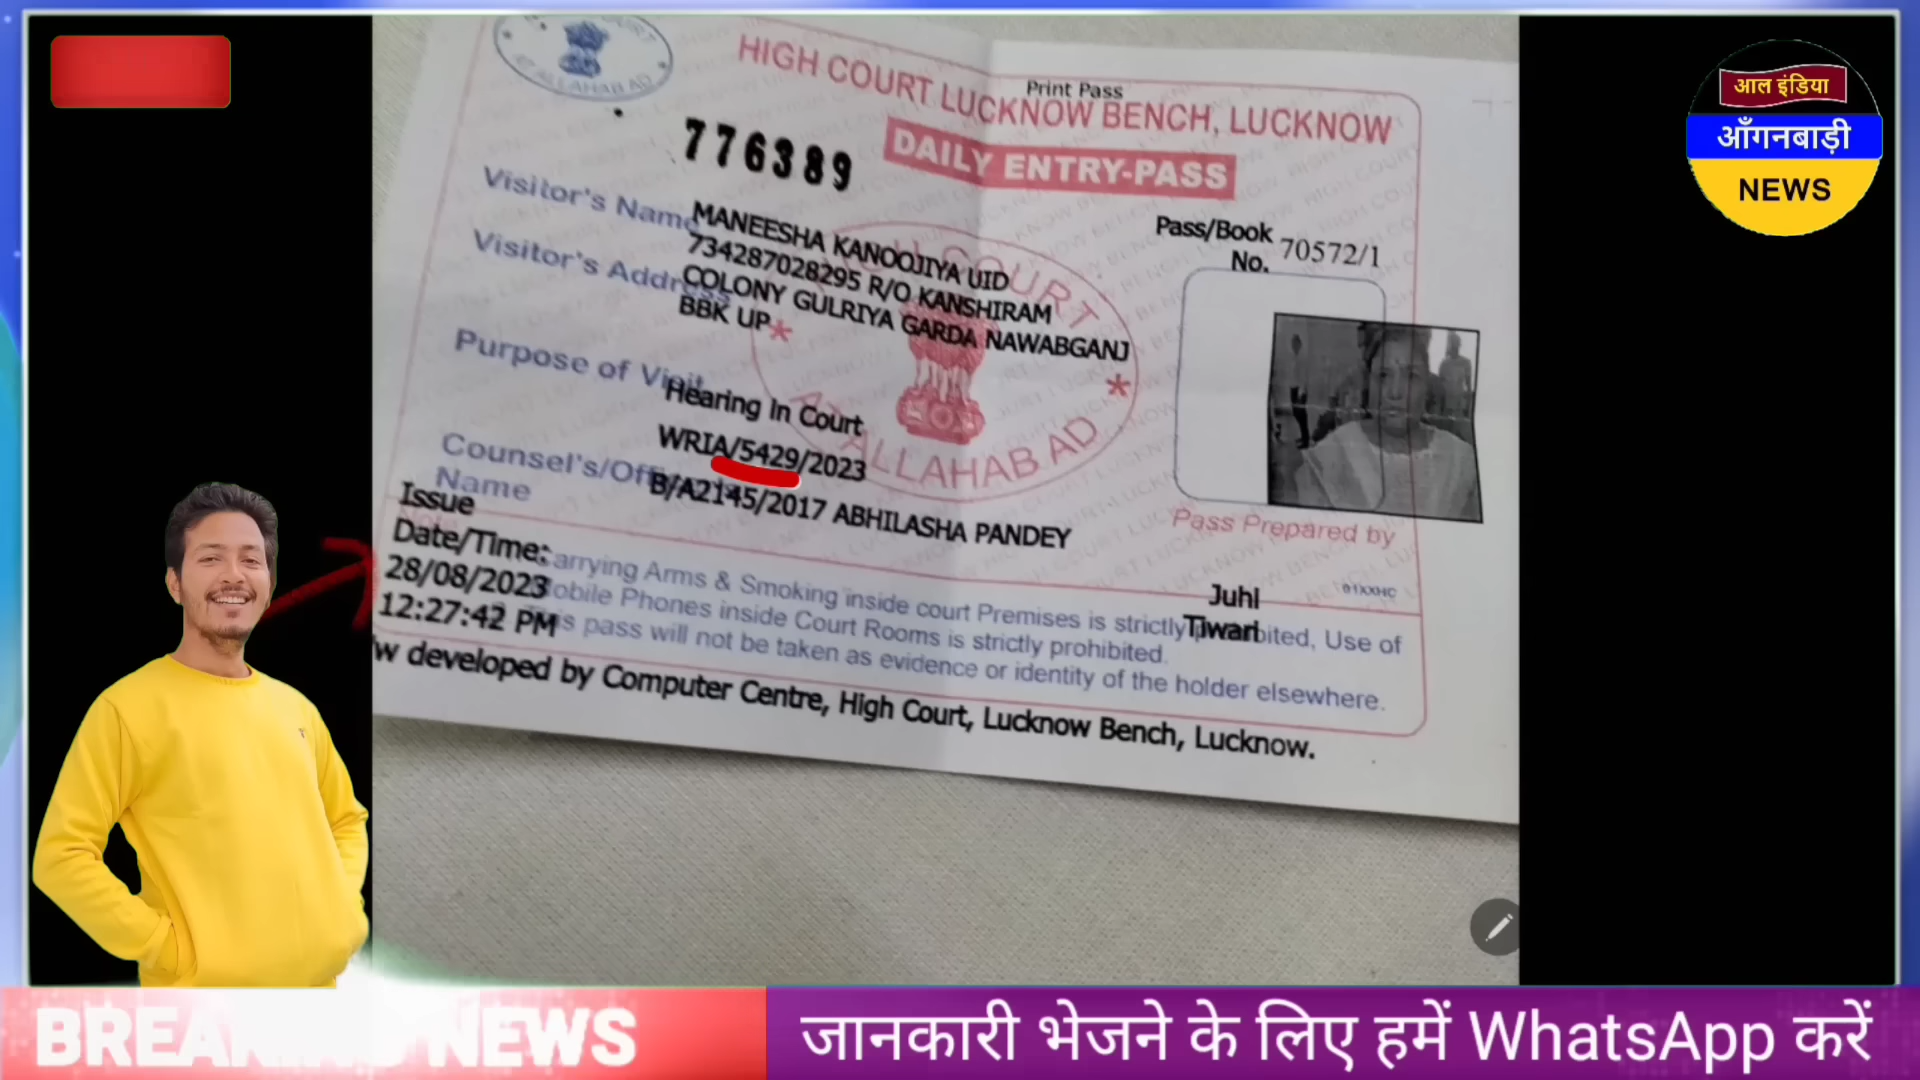 आल इंडिया
आँगनबाड़ी
NEWS
AT ALLAHABAD
HIGH COURT LUCKNOW BENCH, LUCKNOW
Print Pass
776389
DAILY ENTRY-PASS
Pass/Book No. 70572/1
Visitor's Name MANEESHA KANOOJIYA UID
Visitor's Address 734287028295 R/O KANSHIRAM
COLONY GULRIYA GARDA NAWABGANJ
BBK UP
Purpose of Visit Hearing In Court
WRIA/5429/2023
Counsel's/ B/A2145/2017 ABHILASHA PANDEY
Name
COURT
AT ALLAHABAD
Pass Prepared by
Juhi
Tiwari
Issue
Date/Time:
28/08/2023
12:27:42 PM
Carrying Arms & Smoking inside court Premises is strictly prohibited, Use of
Mobile Phones inside Court Rooms is strictly prohibited.
This pass will not be taken as evidence or identity of the holder elsewhere.
developed by Computer Centre, High Court, Lucknow Bench, Lucknow.
BREAKING NEWS
जानकारी भेजने के लिए हमें WhatsApp करें